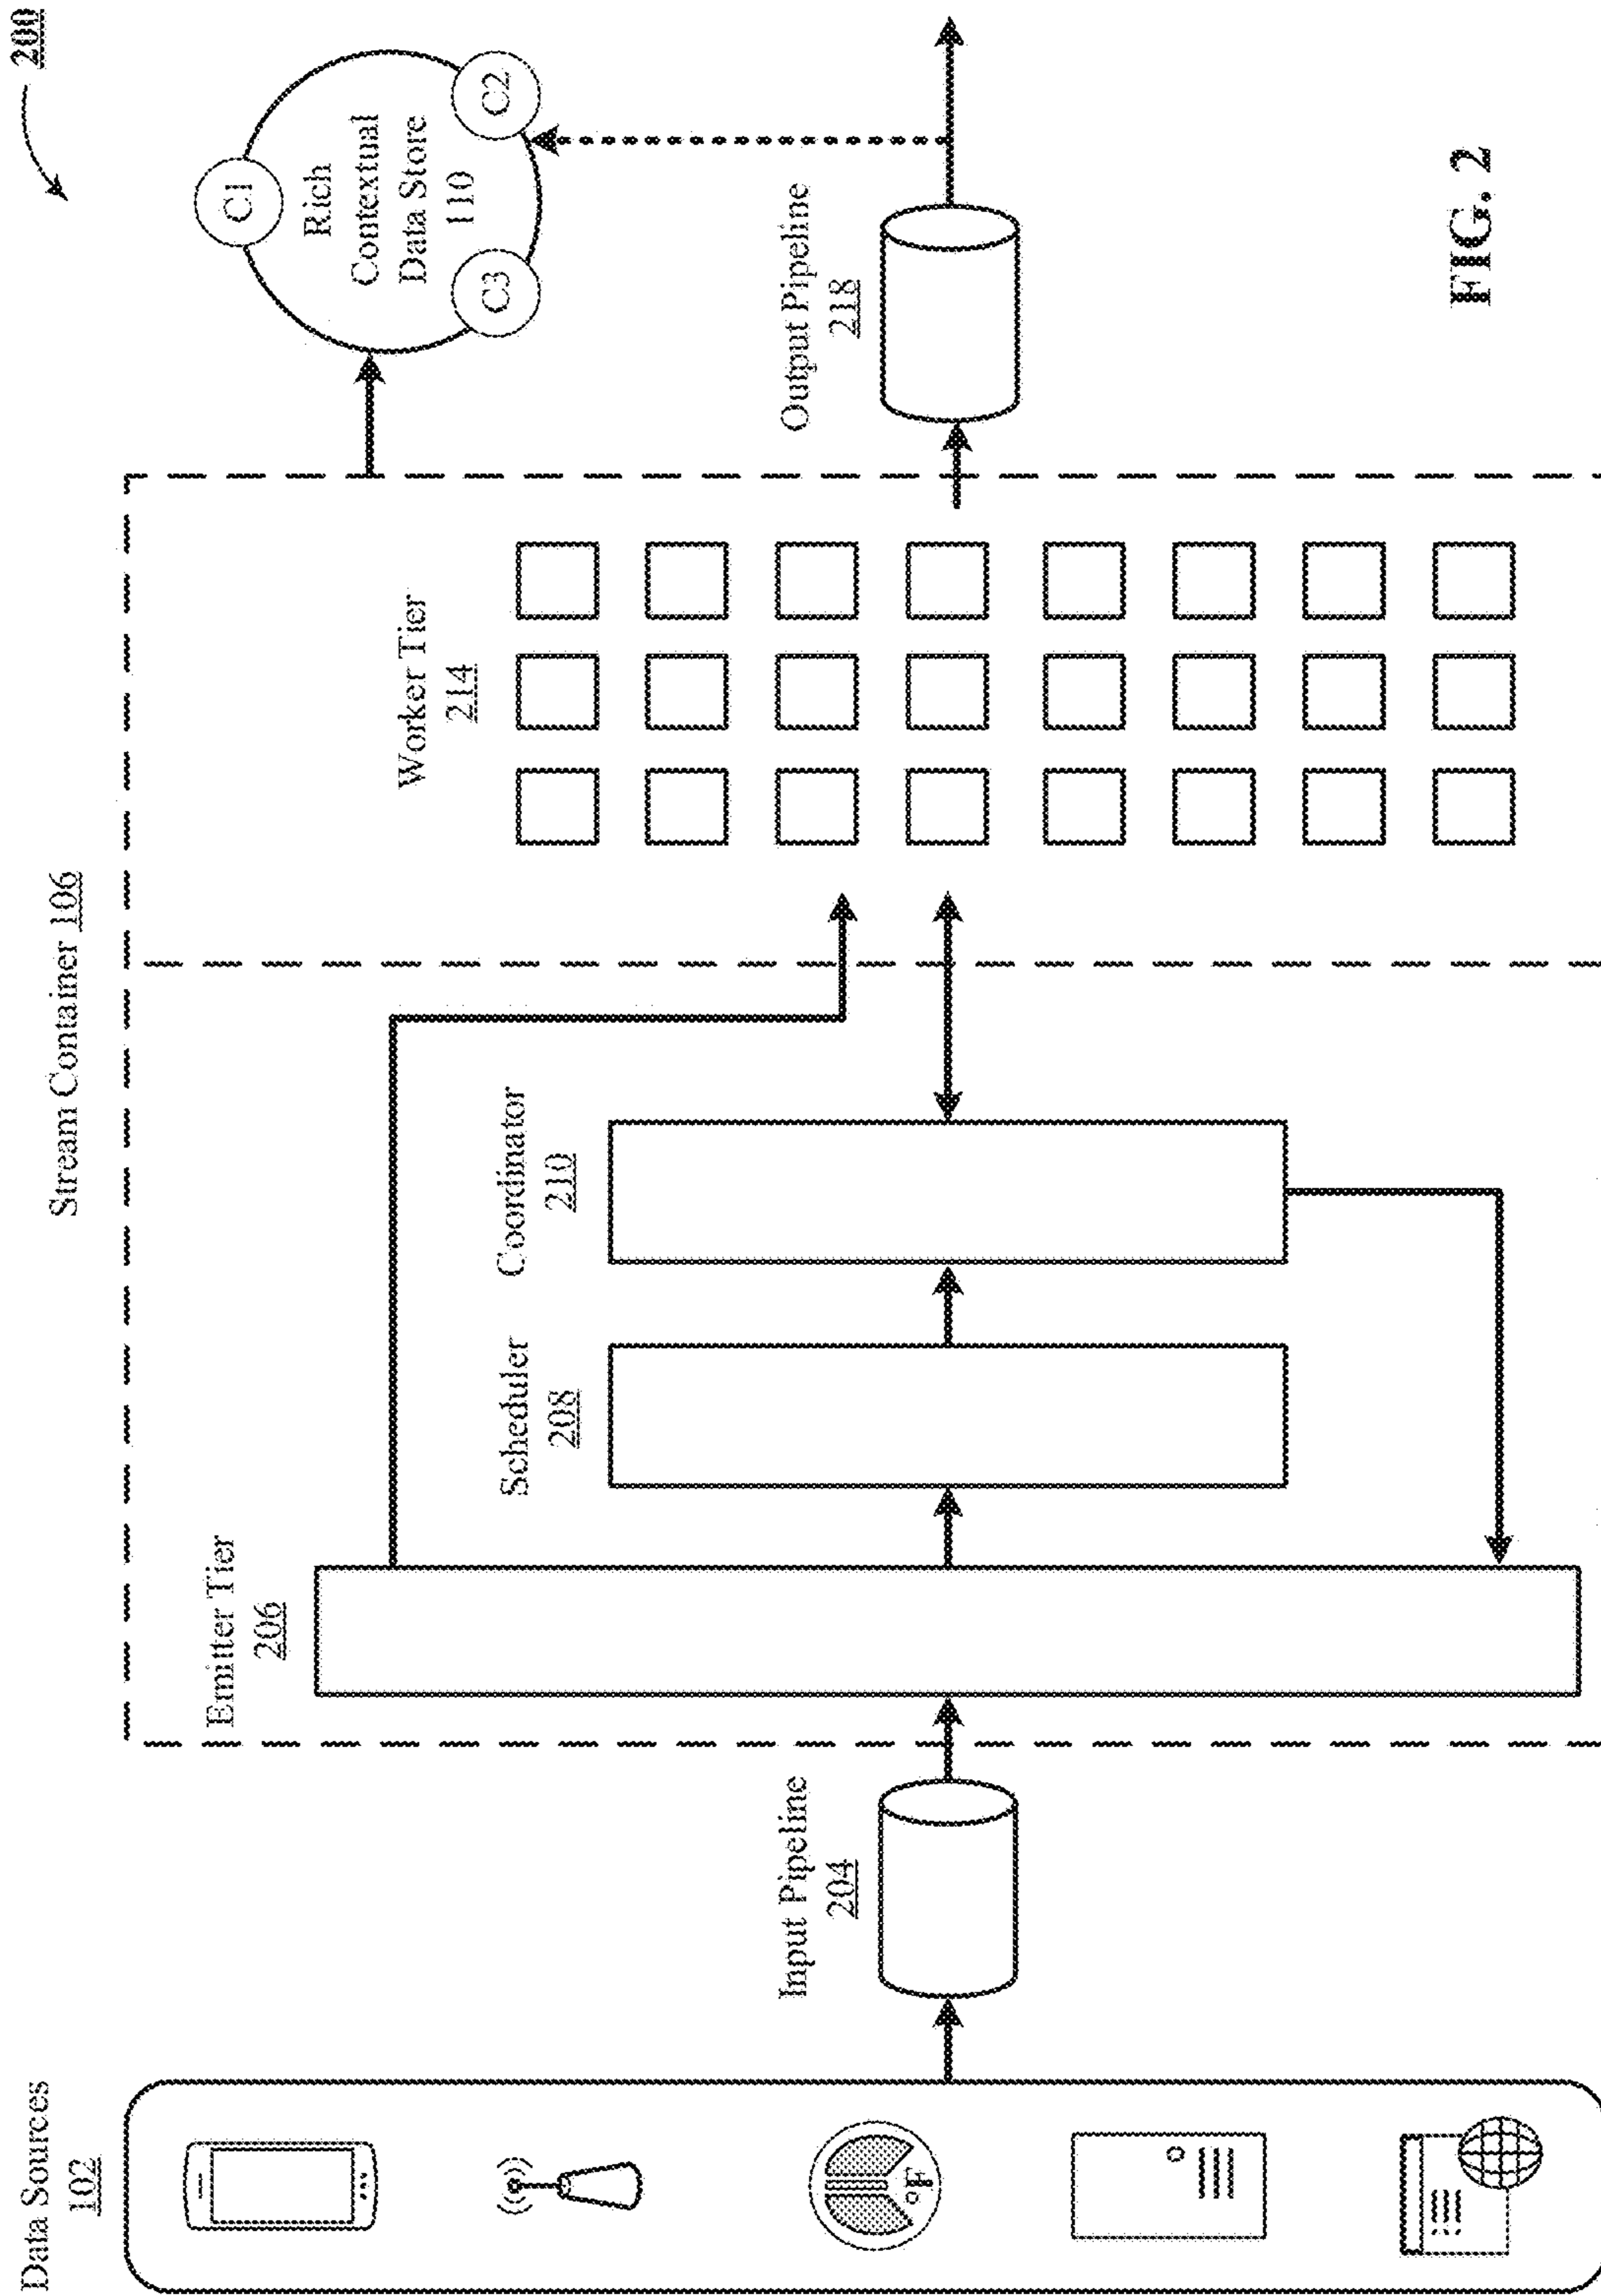 200
Stream Container 106
Data Sources
102
Input Pipeline
204
Emitter Tier
206
Scheduler
208
Coordinator
210
Worker Tier
214
C1
Rich
Contextual
Data Store
110
C3
C2
Output Pipeline
218
°F
FIG. 2